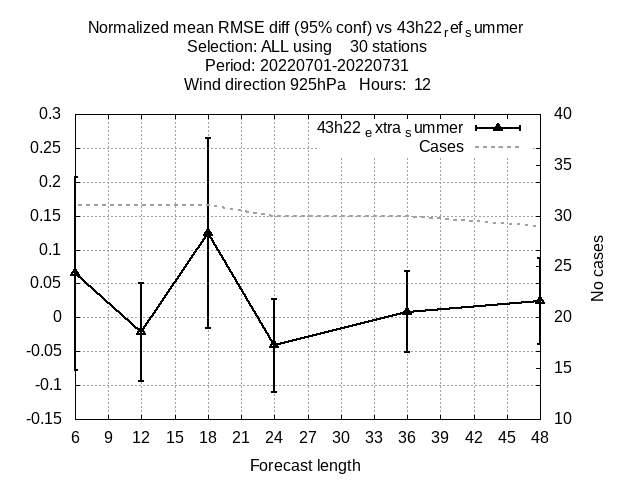 Normalized mean RMSE diff (95% conf) vs 43h22refsummer
Selection: ALL using 30 stations
Period: 20220701-20220731
Wind direction 925hPa Hours: 12
43h22extrasummer
Cases
0.3
0.25
0.2
0.15
0.1
0.05
0
-0.05
-0.1
-0.15
40
35
30
25
20
15
10
No cases
6 9 12 15 18 21 24 27 30 33 36 39 42 45 48
Forecast length